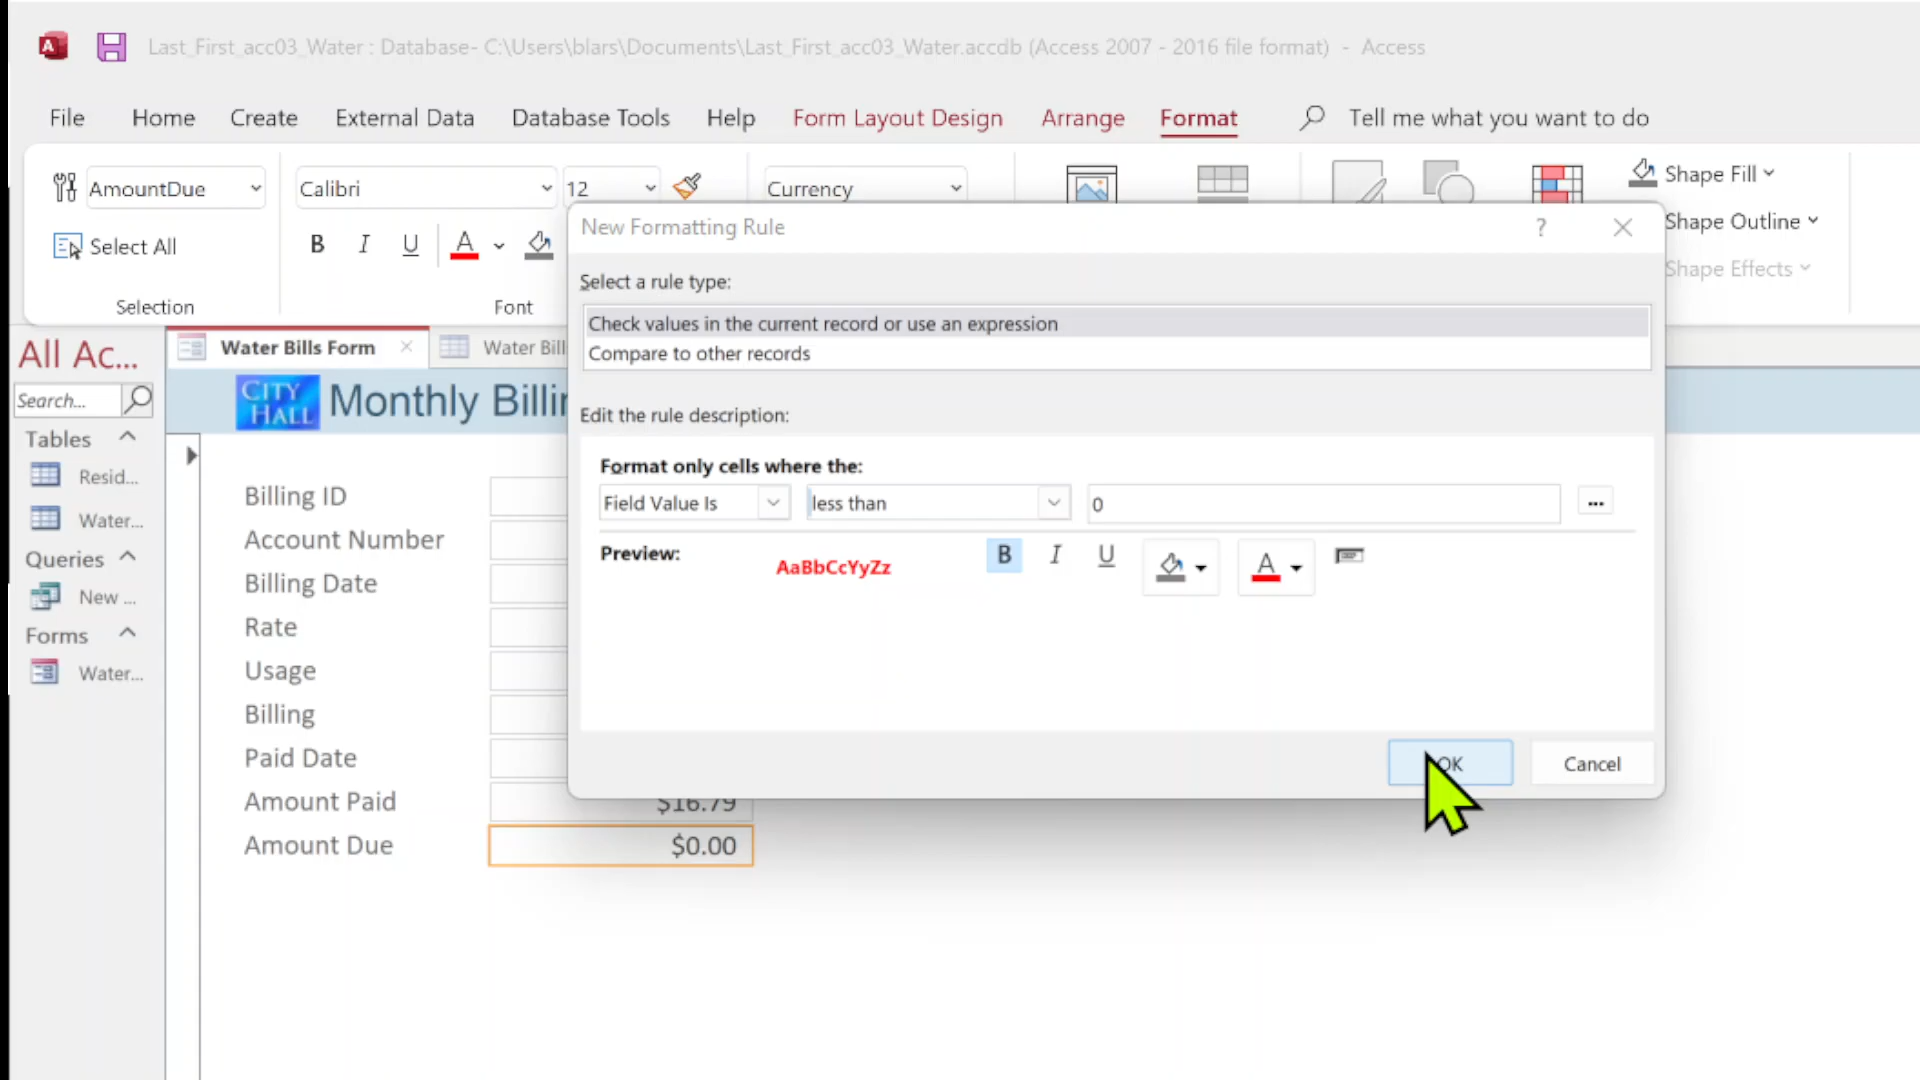 Last_First_acc03_Water : Database- C:\Users\blars\Documents\Last_First_acc03_Water.accdb (Access 2007 - 2016 file format) - Access
File Home Create External Data Database Tools Help Form Layout Design Arrange Format Tell me what you want to do
AmountDue Calibri 12 Currency Shape Fill
Select All B I U A Shape Outline
Shape Effects
Selection Font
New Formatting Rule ?
Select a rule type:
Check values in the current record or use an expression
Compare to other records
Edit the rule description:
Format only cells where the:
Field Value Is less than 0 ...
Preview: AaBbCcYyZz B I U A
OK Cancel
All Ac...
Search...
Tables
Resid...
Water...
Queries
New ...
Forms
Water...
Water Bills Form Water Bill
CITY HALL Monthly Billin
Billing ID
Account Number
Billing Date
Rate
Usage
Billing
Paid Date
Amount Paid $16.79
Amount Due $0.00